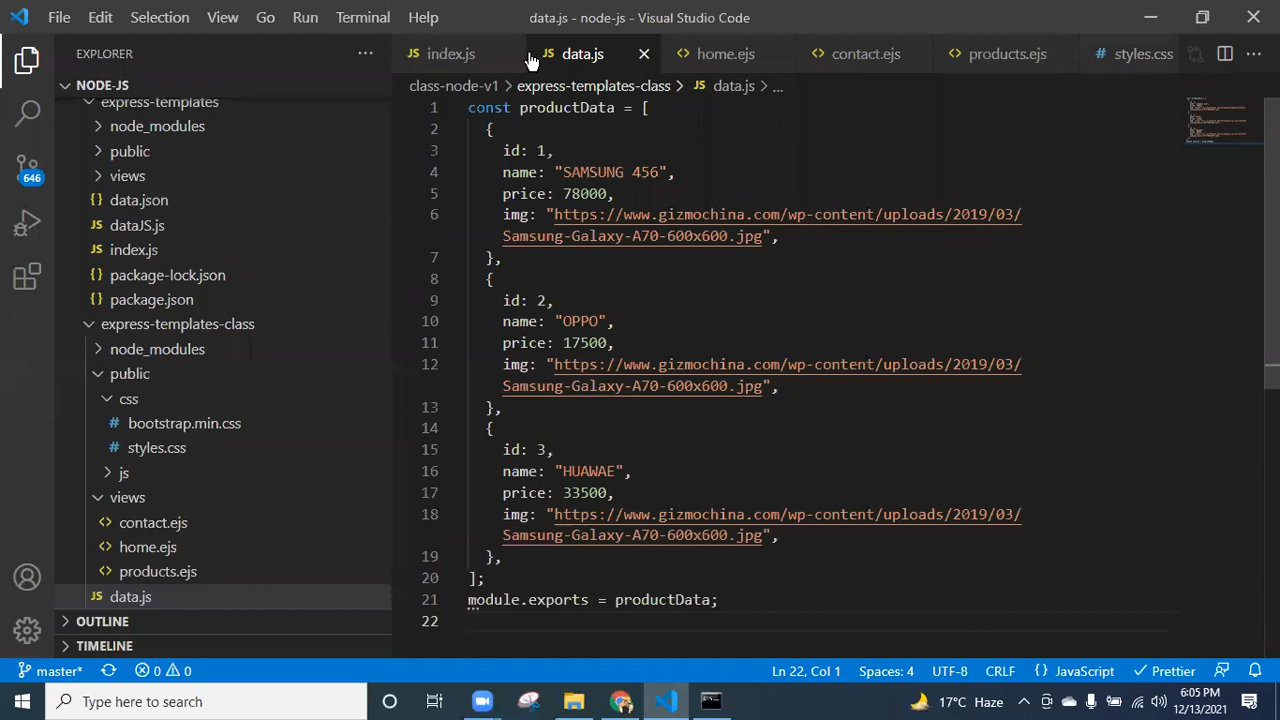 File Edit Selection View Go Run Terminal Help data.js - node-js - Visual Studio Code
EXPLORER
index.js
data.js
home.ejs
contact.ejs
products.ejs
styles.css
NODE-JS
class-node-v1 > express-templates-class > data.js > ...
express-templates
node_modules
public
views
data.json
dataJS.js
index.js
package-lock.json
package.json
express-templates-class
node_modules
public
css
bootstrap.min.css
styles.css
js
views
contact.ejs
home.ejs
products.ejs
data.js
OUTLINE
TIMELINE
646
1 const productData = [
2 {
3 id: 1,
4 name: "SAMSUNG 456",
5 price: 78000,
6 img: "https://www.gizmochina.com/wp-content/uploads/2019/03/
Samsung-Galaxy-A70-600x600.jpg",
7 },
8 {
9 id: 2,
10 name: "OPPO",
11 price: 17500,
12 img: "https://www.gizmochina.com/wp-content/uploads/2019/03/
Samsung-Galaxy-A70-600x600.jpg",
13 },
14 {
15 id: 3,
16 name: "HUAWAE",
17 price: 33500,
18 img: "https://www.gizmochina.com/wp-content/uploads/2019/03/
Samsung-Galaxy-A70-600x600.jpg",
19 },
20 ];
21 module.exports = productData;
22
master* 0 0 Ln 22, Col 1 Spaces: 4 UTF-8 CRLF {} JavaScript Prettier
Type here to search
17°C Haze
6:05 PM
12/13/2021